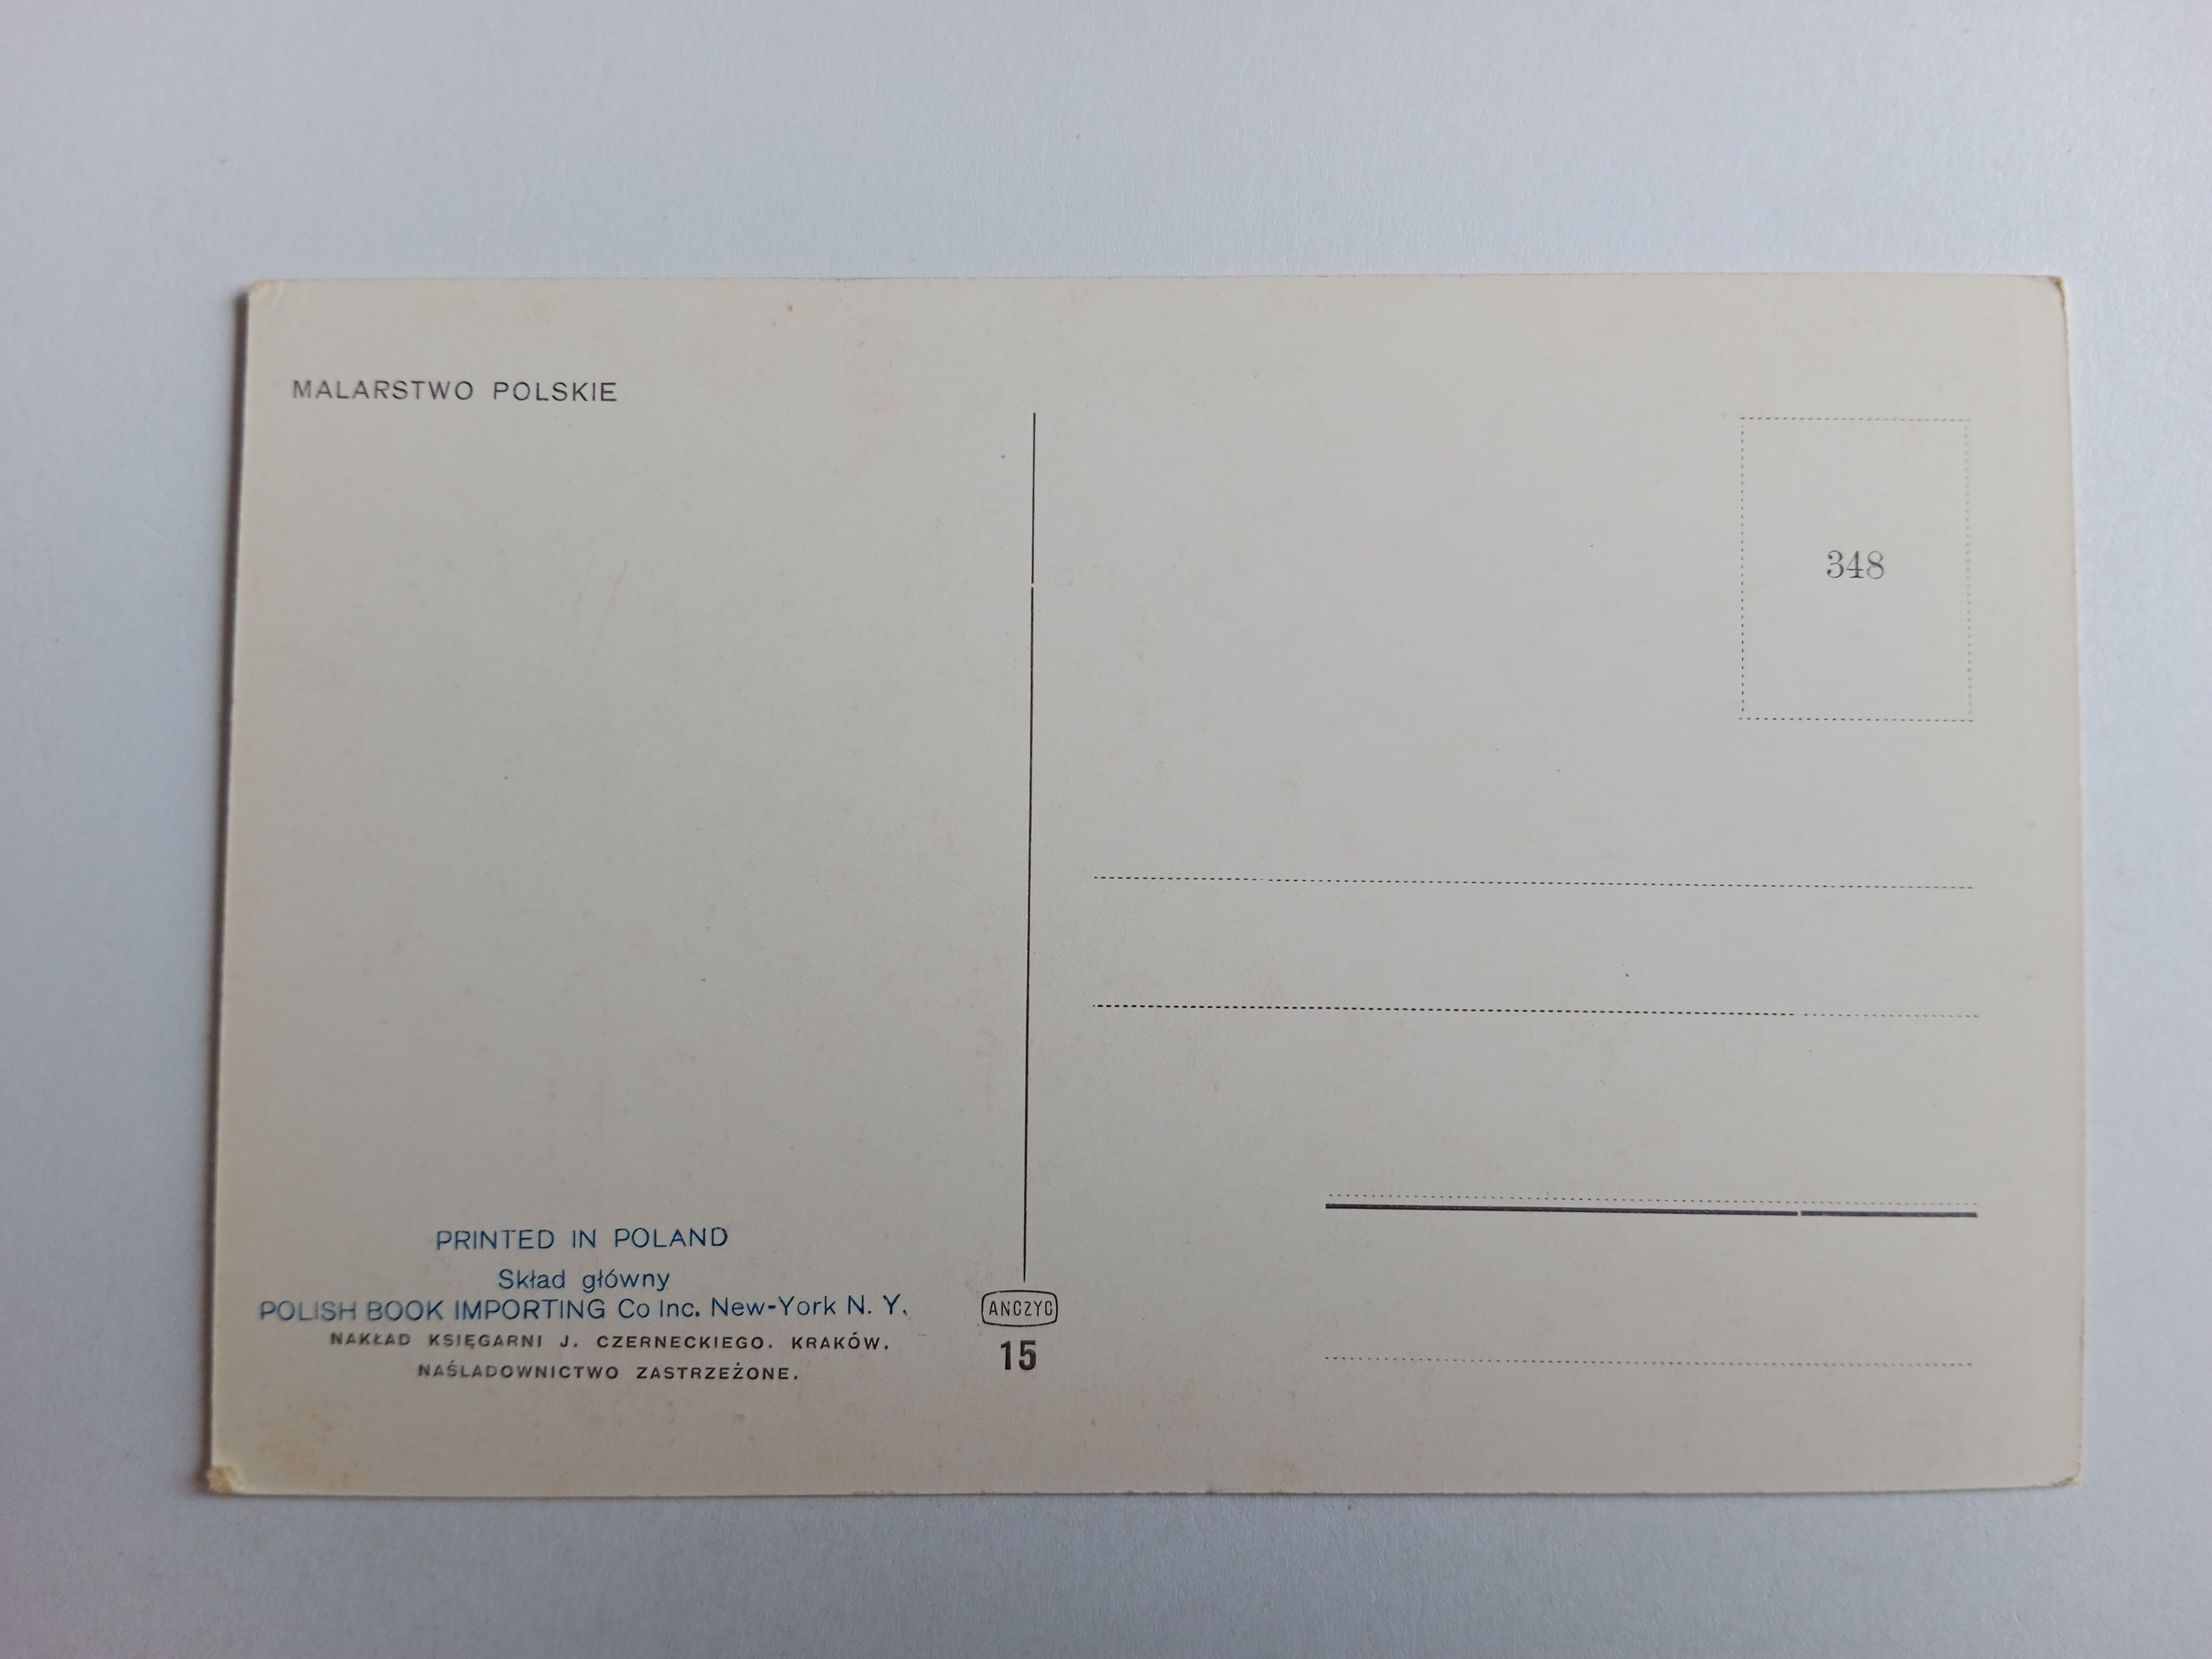 MALARSTWO POLSKIE
348
PRINTED IN POLAND
Skład główny
POLISH BOOK IMPORTING Co Inc. New-York N. Y.
NAKŁAD KSIĘGARNI J. CZERNECKIEGO. KRAKÓW.
NAŚLADOWNICTWO ZASTRZEŻONE.
ANCZYC
15